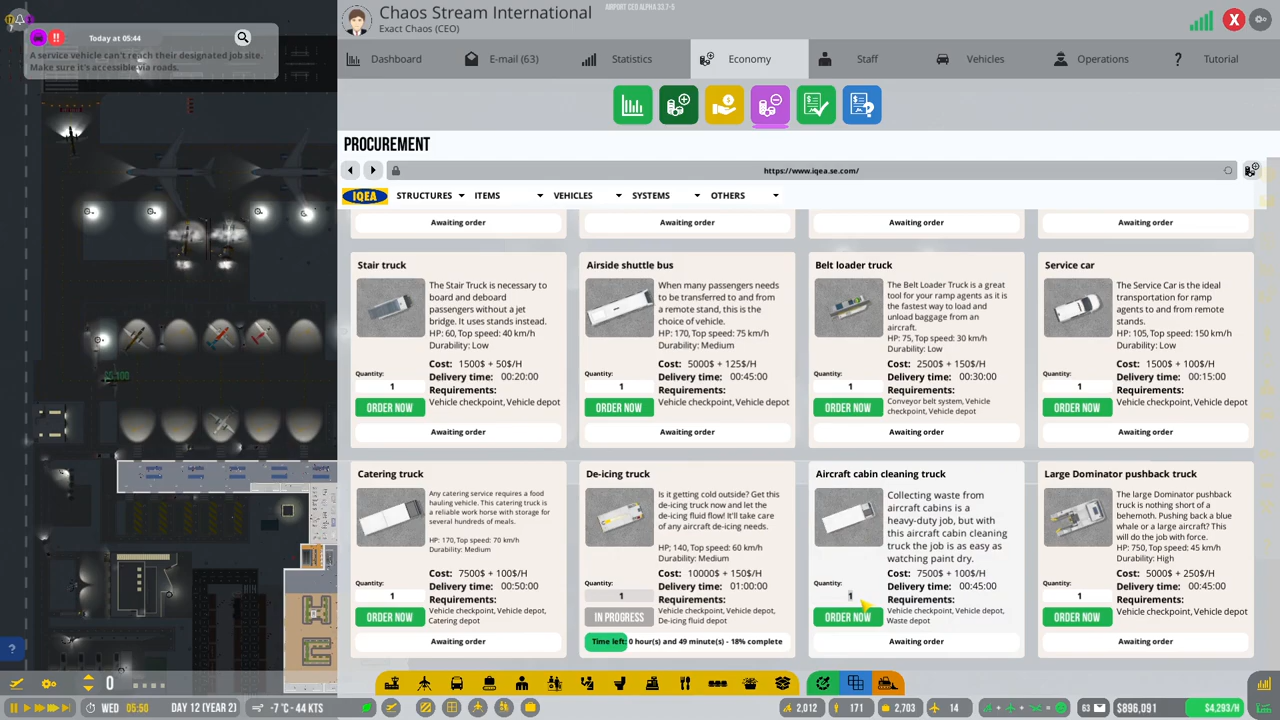 Today at 05:44
A service vehicle can't reach their designated job site.
Make sure it's accessible via roads.
Chaos Stream International
Exact Chaos (CEO)
AIRPORT CEO ALPHA 33.7-5
X
Dashboard
E-mail (63)
Statistics
Economy
Staff
Vehicles
Operations
? Tutorial
PROCUREMENT
https://www.iqea.se.com/
iQEA
STRUCTURES
ITEMS
VEHICLES
SYSTEMS
OTHERS
Awaiting order
Awaiting order
Awaiting order
Awaiting order
Stair truck
The Stair Truck is necessary to
board and deboard
passengers without a jet
bridge. It uses stands instead.
HP: 60, Top speed: 40 km/h
Durability: Low
Cost: 1500$ + 50$/H
Delivery time: 00:20:00
Requirements:
Vehicle checkpoint, Vehicle depot
Quantity:
1
ORDER NOW
Awaiting order
Airside shuttle bus
When many passengers needs
to be transferred to and from
a remote stand, this is the
choice of vehicle.
HP: 170, Top speed: 75 km/h
Durability: Medium
Cost: 5000$ + 125$/H
Delivery time: 00:45:00
Requirements:
Vehicle checkpoint, Vehicle depot
Quantity:
1
ORDER NOW
Awaiting order
Belt loader truck
The Belt Loader Truck is a great
tool for your ramp agents as it is
the fastest way to load and
unload baggage from an
aircraft.
HP: 75, Top speed: 30 km/h
Durability: Low
Cost: 2500$ + 150$/H
Delivery time: 00:30:00
Requirements:
Conveyor belt system, Vehicle
checkpoint, Vehicle depot
Quantity:
1
ORDER NOW
Awaiting order
Service car
The Service Car is the ideal
transportation for ramp
agents to and from remote
stands.
HP: 105, Top speed: 150 km/h
Durability: Low
Cost: 1500$ + 100$/H
Delivery time: 00:15:00
Requirements:
Vehicle checkpoint, Vehicle depot
Quantity:
1
ORDER NOW
Awaiting order
Catering truck
Any catering service requires a food
hauling vehicle. This catering truck is
a reliable work horse with storage for
several hundreds of meals.
HP: 170, Top speed: 70 km/h
Durability: Medium
Cost: 7500$ + 100$/H
Delivery time: 00:50:00
Requirements:
Vehicle checkpoint, Vehicle depot,
Catering depot
Quantity:
1
ORDER NOW
Awaiting order
De-icing truck
Is it getting cold outside? Get this
de-icing truck now and let the
de-icing fluid flow! It'll take care
of any aircraft de-icing needs.
HP; 140, Top speed: 60 km/h
Durability: Medium
Cost: 10000$ + 150$/H
Delivery time: 01:00:00
Requirements:
Vehicle checkpoint, Vehicle depot,
De-icing fluid depot
Quantity:
1
IN PROGRESS
Time left: 0 hour(s) and 49 minute(s) - 18% complete
Aircraft cabin cleaning truck
Collecting waste from
aircraft cabins is a
heavy-duty job, but with
this aircraft cabin cleaning
truck the job is as easy as
watching paint dry.
Cost: 7500$ + 100$/H
Delivery time: 00:45:00
Requirements:
Vehicle checkpoint, Vehicle depot,
Waste depot
Quantity:
1
ORDER NOW
Awaiting order
Large Dominator pushback truck
The large Dominator pushback
truck is nothing short of a
behemoth. Pushing back a blue
whale or a large aircraft? This
will do the job with force.
HP: 750, Top speed: 45 km/h
Durability: High
Cost: 5000$ + 250$/H
Delivery time: 00:45:00
Requirements:
Vehicle checkpoint, Vehicle depot
Quantity:
1
ORDER NOW
Awaiting order
?
0
WED 05:50
DAY 12 (YEAR 2)
-7 °C - 44 KTS
2,012
171
2,703
14
63
$896,091
$4,293/H